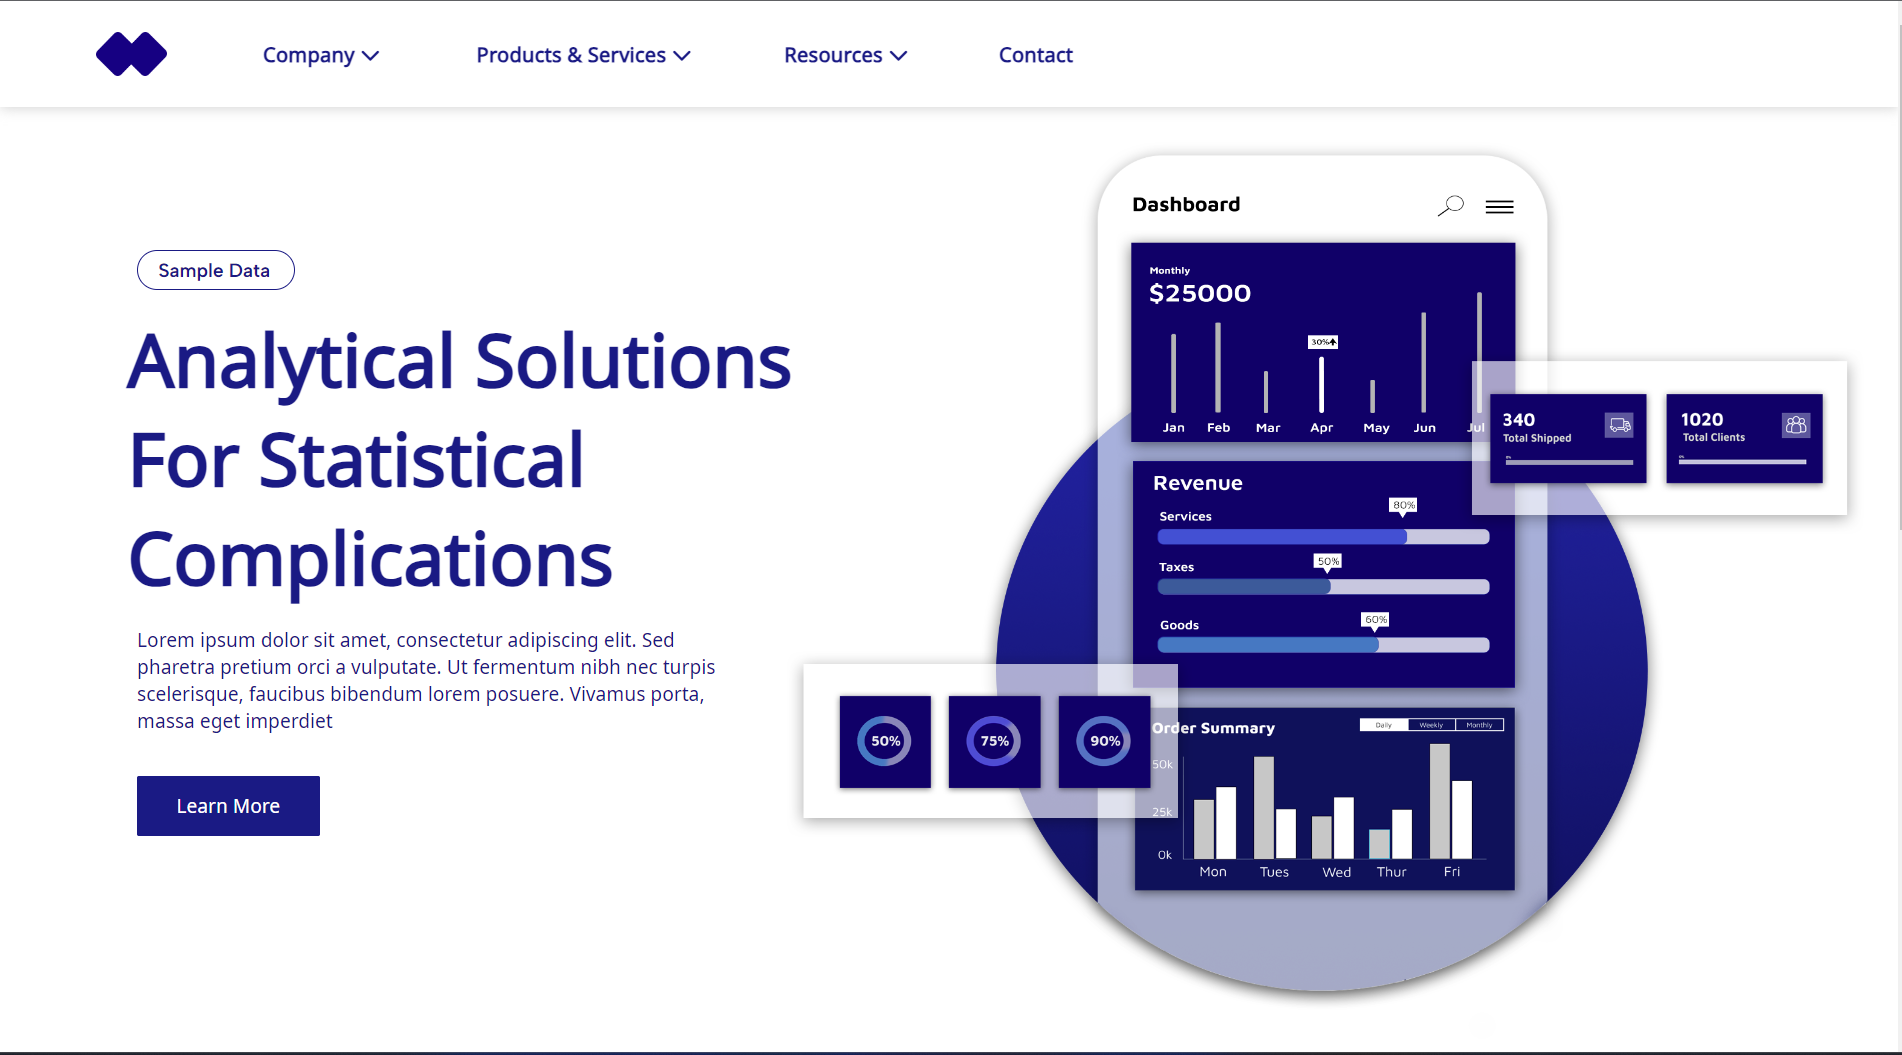 Company
Products & Services
Resources
Contact
Sample Data
Analytical Solutions
For Statistical
Complications
Lorem ipsum dolor sit amet, consectetur adipiscing elit. Sed
pharetra pretium orci a vulputate. Ut fermentum nibh nec turpis
scelerisque, faucibus bibendum lorem posuere. Vivamus porta,
massa eget imperdiet
Learn More
Dashboard
Monthly
$25000
30%
Jan Feb Mar Apr May Jun Jul
340
Total Shipped
1020
Total Clients
Revenue
80%
Services
50%
Taxes
60%
Goods
50% 75% 90%
Order Summary
Daily Weekly Monthly
50k
25k
0k
Mon Tues Wed Thur Fri